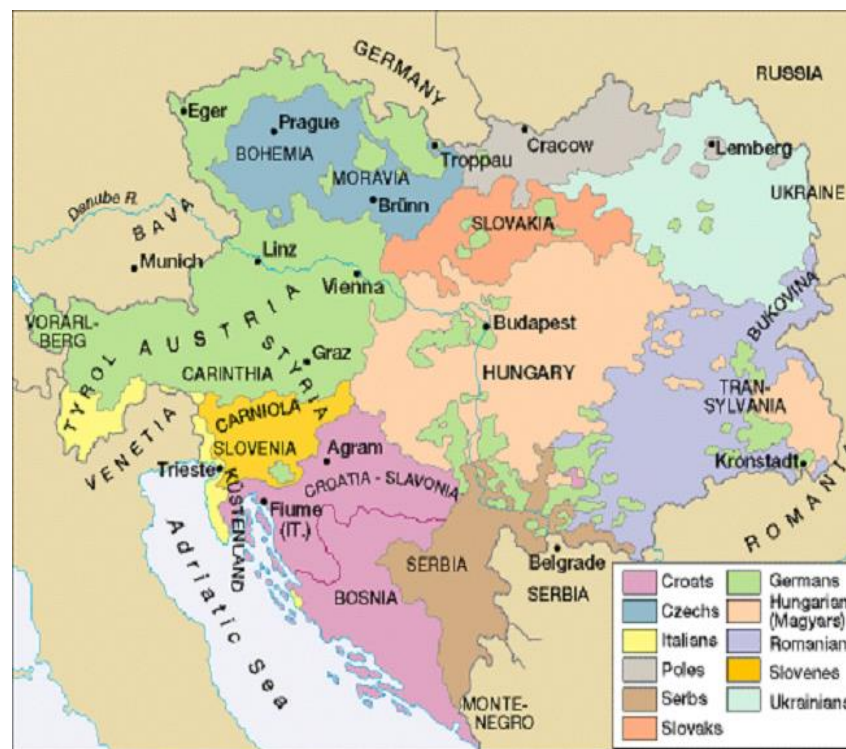 GERMANY
RUSSIA
Eger
Prague
BOHEMIA
Troppau
Cracow
Lemberg
MORAVIA
Brünn
UKRAINE
Danube R.
BAVA
SLOVAKIA
Munich
Linz
Vienna
BUKOVINA
VORARL-
BERG
Budapest
TYROL
AUSTRIA
STYRIA
Graz
HUNGARY
CARINTHIA
TRAN-
SYLVANIA
CARNIOLA
VENETIA
SLOVENIA
Agram
Kronstadt
Trieste
KÜSTENLAND
CROATIA - SLAVONIA
Fiume
(IT.)
ROMANIA
Adriatic Sea
BOSNIA
SERBIA
Belgrade
SERBIA
MONTE-
NEGRO
Croats
Czechs
Italians
Poles
Serbs
Slovaks
Germans
Hungarian
(Magyars)
Romanian
Slovenes
Ukrainians